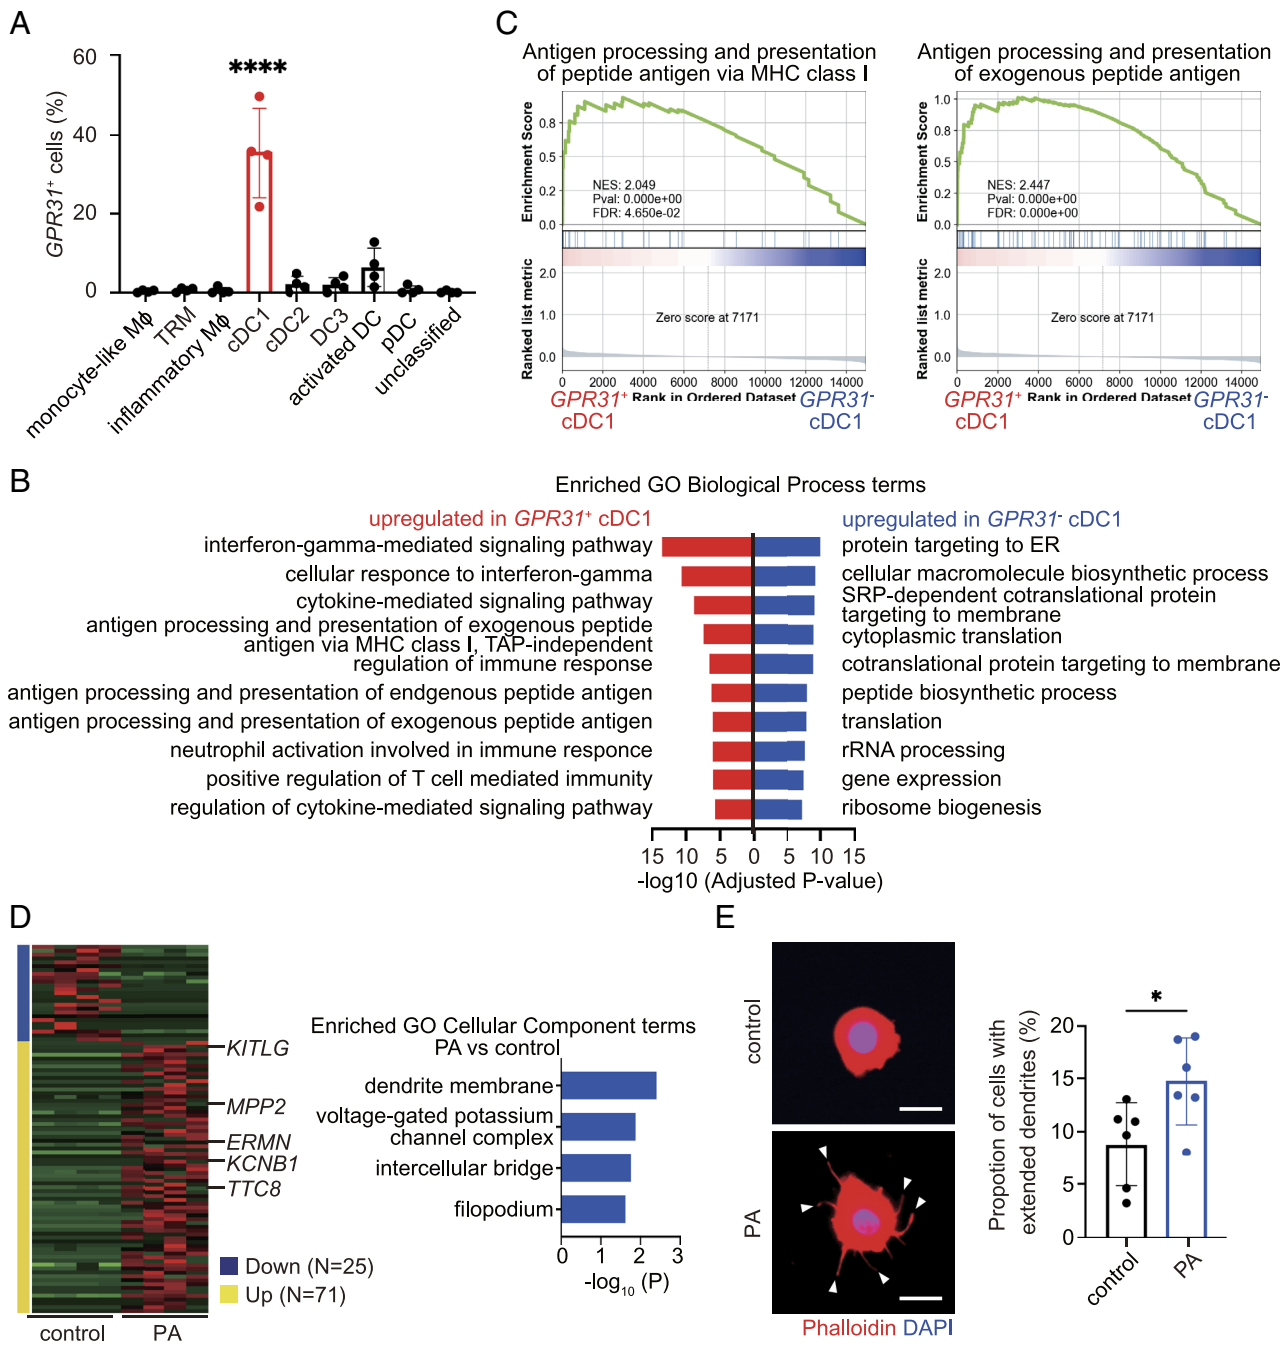 A
60
40
20
0
GPR31+ cells (%)
****
monocyte-like Mϕ
TRM
inflammatory Mϕ
cDC1
cDC2
DC3
activated DC
pDC
unclassified
C
Antigen processing and presentation
of peptide antigen via MHC class I
Enrichment Score
0.8
0.5
0.2
0.0
NES: 2.049
Pval: 0.000e+00
FDR: 4.650e-02
Ranked list metric
2.0
1.0
0.0
Zero score at 7171
0 2000 4000 6000 8000 10000 12000 14000
GPR31+ Rank in Ordered Dataset GPR31-
cDC1 cDC1
Antigen processing and presentation
of exogenous peptide antigen
Enrichment Score
1.0
0.8
0.5
0.2
0.0
NES: 2.447
Pval: 0.000e+00
FDR: 0.000e+00
Ranked list metric
2.0
1.0
0.0
Zero score at 7171
0 2000 4000 6000 8000 10000 12000 14000
GPR31+ Rank in Ordered Dataset GPR31-
cDC1 cDC1
B
Enriched GO Biological Process terms
upregulated in GPR31+ cDC1
interferon-gamma-mediated signaling pathway
cellular responce to interferon-gamma
cytokine-mediated signaling pathway
antigen processing and presentation of exogenous peptide
antigen via MHC class I, TAP-independent
regulation of immune response
antigen processing and presentation of endgenous peptide antigen
antigen processing and presentation of exogenous peptide antigen
neutrophil activation involved in immune responce
positive regulation of T cell mediated immunity
regulation of cytokine-mediated signaling pathway
upregulated in GPR31- cDC1
protein targeting to ER
cellular macromolecule biosynthetic process
SRP-dependent cotranslational protein
targeting to membrane
cytoplasmic translation
cotranslational protein targeting to membrane
peptide biosynthetic process
translation
rRNA processing
gene expression
ribosome biogenesis
15 10 5 0 5 10 15
-log10 (Adjusted P-value)
D
KITLG
MPP2
ERMN
KCNB1
TTC8
Down (N=25)
Up (N=71)
control PA
Enriched GO Cellular Component terms
PA vs control
dendrite membrane
voltage-gated potassium
channel complex
intercellular bridge
filopodium
0 1 2 3
-log10 (P)
E
control
PA
Phalloidin DAPI
Propotion of cells with
extended dendrites (%)
20
15
10
5
0
*
control
PA